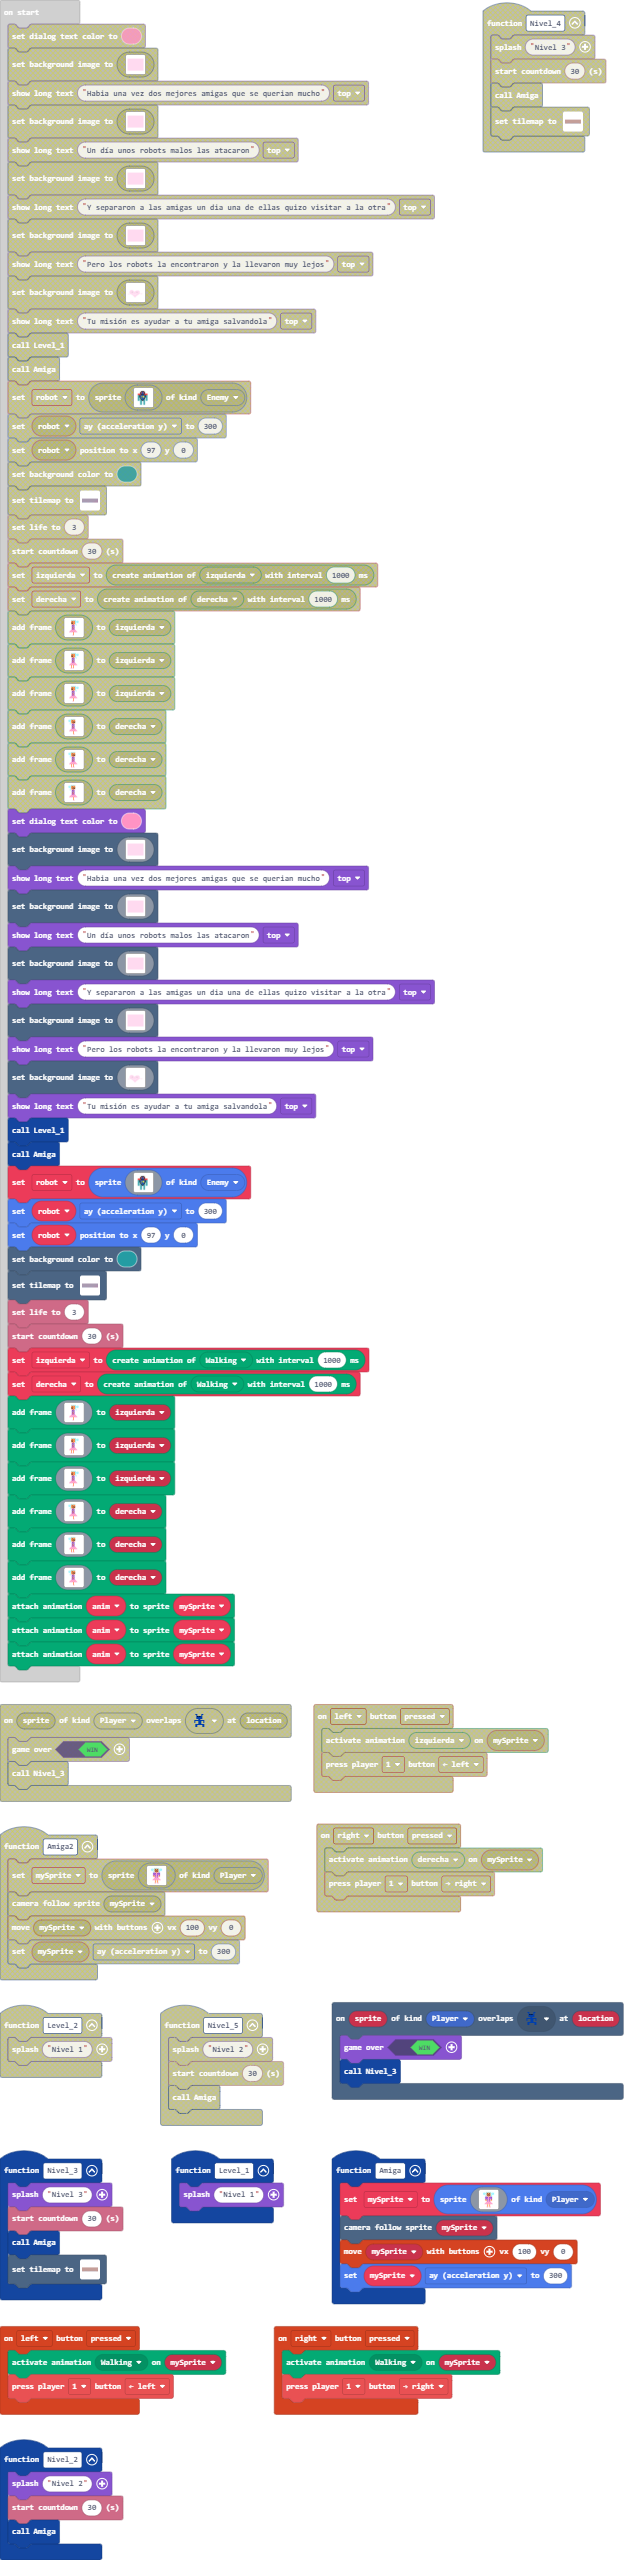 on start
set dialog text color to
set background image to
show long text "Habia una vez dos mejores amigas que se querian mucho" top
set background image to
show long text "Un día unos robots malos las atacaron" top
set background image to
show long text "Y separaron a las amigas un dia una de ellas quizo visitar a la otra" top
set background image to
show long text "Pero los robots la encontraron y la llevaron muy lejos" top
set background image to
show long text "Tu misión es ayudar a tu amiga salvandola" top
call Level_1
call Amiga
set robot to sprite of kind Enemy
set robot ay (acceleration y) to 300
set robot position to x 97 y 0
set background color to
set tilemap to
set life to 3
start countdown 30 (s)
set izquierda to create animation of izquierda with interval 1000 ms
set derecha to create animation of derecha with interval 1000 ms
add frame to izquierda
add frame to izquierda
add frame to izquierda
add frame to derecha
add frame to derecha
add frame to derecha
set dialog text color to
set background image to
show long text "Habia una vez dos mejores amigas que se querian mucho" top
set background image to
show long text "Un día unos robots malos las atacaron" top
set background image to
show long text "Y separaron a las amigas un dia una de ellas quizo visitar a la otra" top
set background image to
show long text "Pero los robots la encontraron y la llevaron muy lejos" top
set background image to
show long text "Tu misión es ayudar a tu amiga salvandola" top
call Level_1
call Amiga
set robot to sprite of kind Enemy
set robot ay (acceleration y) to 300
set robot position to x 97 y 0
set background color to
set tilemap to
set life to 3
start countdown 30 (s)
set izquierda to create animation of Walking with interval 1000 ms
set derecha to create animation of Walking with interval 1000 ms
add frame to izquierda
add frame to izquierda
add frame to izquierda
add frame to derecha
add frame to derecha
add frame to derecha
attach animation anim to sprite mySprite
attach animation anim to sprite mySprite
attach animation anim to sprite mySprite
function Nivel_4
splash "Nivel 3"
start countdown 30 (s)
call Amiga
set tilemap to
on sprite of kind Player overlaps at location
game over WIN
call Nivel_3
on left button pressed
activate animation izquierda on mySprite
press player 1 button ← left
function Amiga2
set mySprite to sprite of kind Player
camera follow sprite mySprite
move mySprite with buttons vx 100 vy 0
set mySprite ay (acceleration y) to 300
on right button pressed
activate animation derecha on mySprite
press player 1 button → right
function Level_2
splash "Nivel 1"
function Nivel_5
splash "Nivel 2"
start countdown 30 (s)
call Amiga
on sprite of kind Player overlaps at location
game over WIN
call Nivel_3
function Nivel_3
splash "Nivel 3"
start countdown 30 (s)
call Amiga
set tilemap to
function Level_1
splash "Nivel 1"
function Amiga
set mySprite to sprite of kind Player
camera follow sprite mySprite
move mySprite with buttons vx 100 vy 0
set mySprite ay (acceleration y) to 300
on left button pressed
activate animation Walking on mySprite
press player 1 button ← left
on right button pressed
activate animation Walking on mySprite
press player 1 button → right
function Nivel_2
splash "Nivel 2"
start countdown 30 (s)
call Amiga